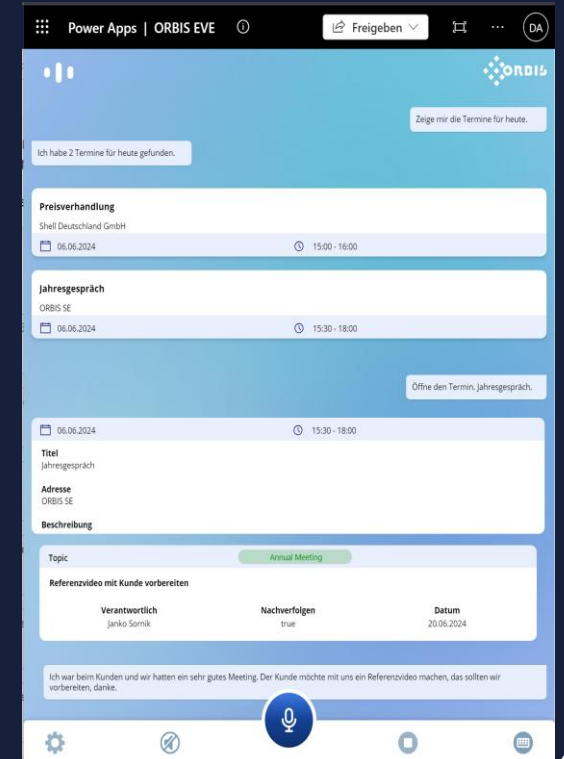 Power Apps | ORBIS EVE
Freigeben
DA
ORBIS
Zeige mir die Termine für heute.
Ich habe 2 Termine für heute gefunden.
Preisverhandlung
Shell Deutschland GmbH
06.06.2024 15:00 - 16:00
Jahresgespräch
ORBIS SE
06.06.2024 15:30 - 18:00
Öffne den Termin. Jahresgespräch.
06.06.2024 15:30 - 18:00
Titel
Jahresgespräch
Adresse
ORBIS SE
Beschreibung
Topic Annual Meeting
Referenzvideo mit Kunde vorbereiten
Verantwortlich Nachverfolgen Datum
Janko Sornik true 20.06.2024
Ich war beim Kunden und wir hatten ein sehr gutes Meeting. Der Kunde möchte mit uns ein Referenzvideo machen, das sollten wir
vorbereiten, danke.